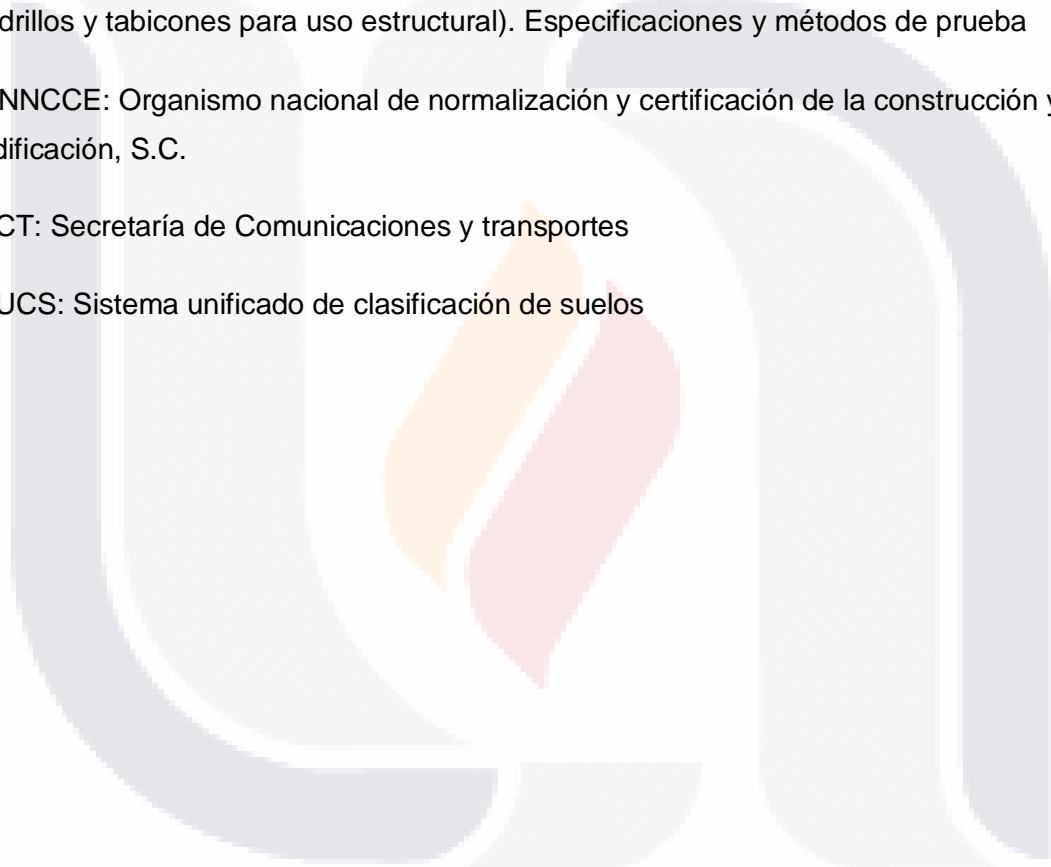 drillos y tabicones para uso estructural). Especificaciones y métodos de prueba
NNCCE: Organismo nacional de normalización y certificación de la construcción y
dificación, S.C.
CT: Secretaría de Comunicaciones y transportes
UCS: Sistema unificado de clasificación de suelos